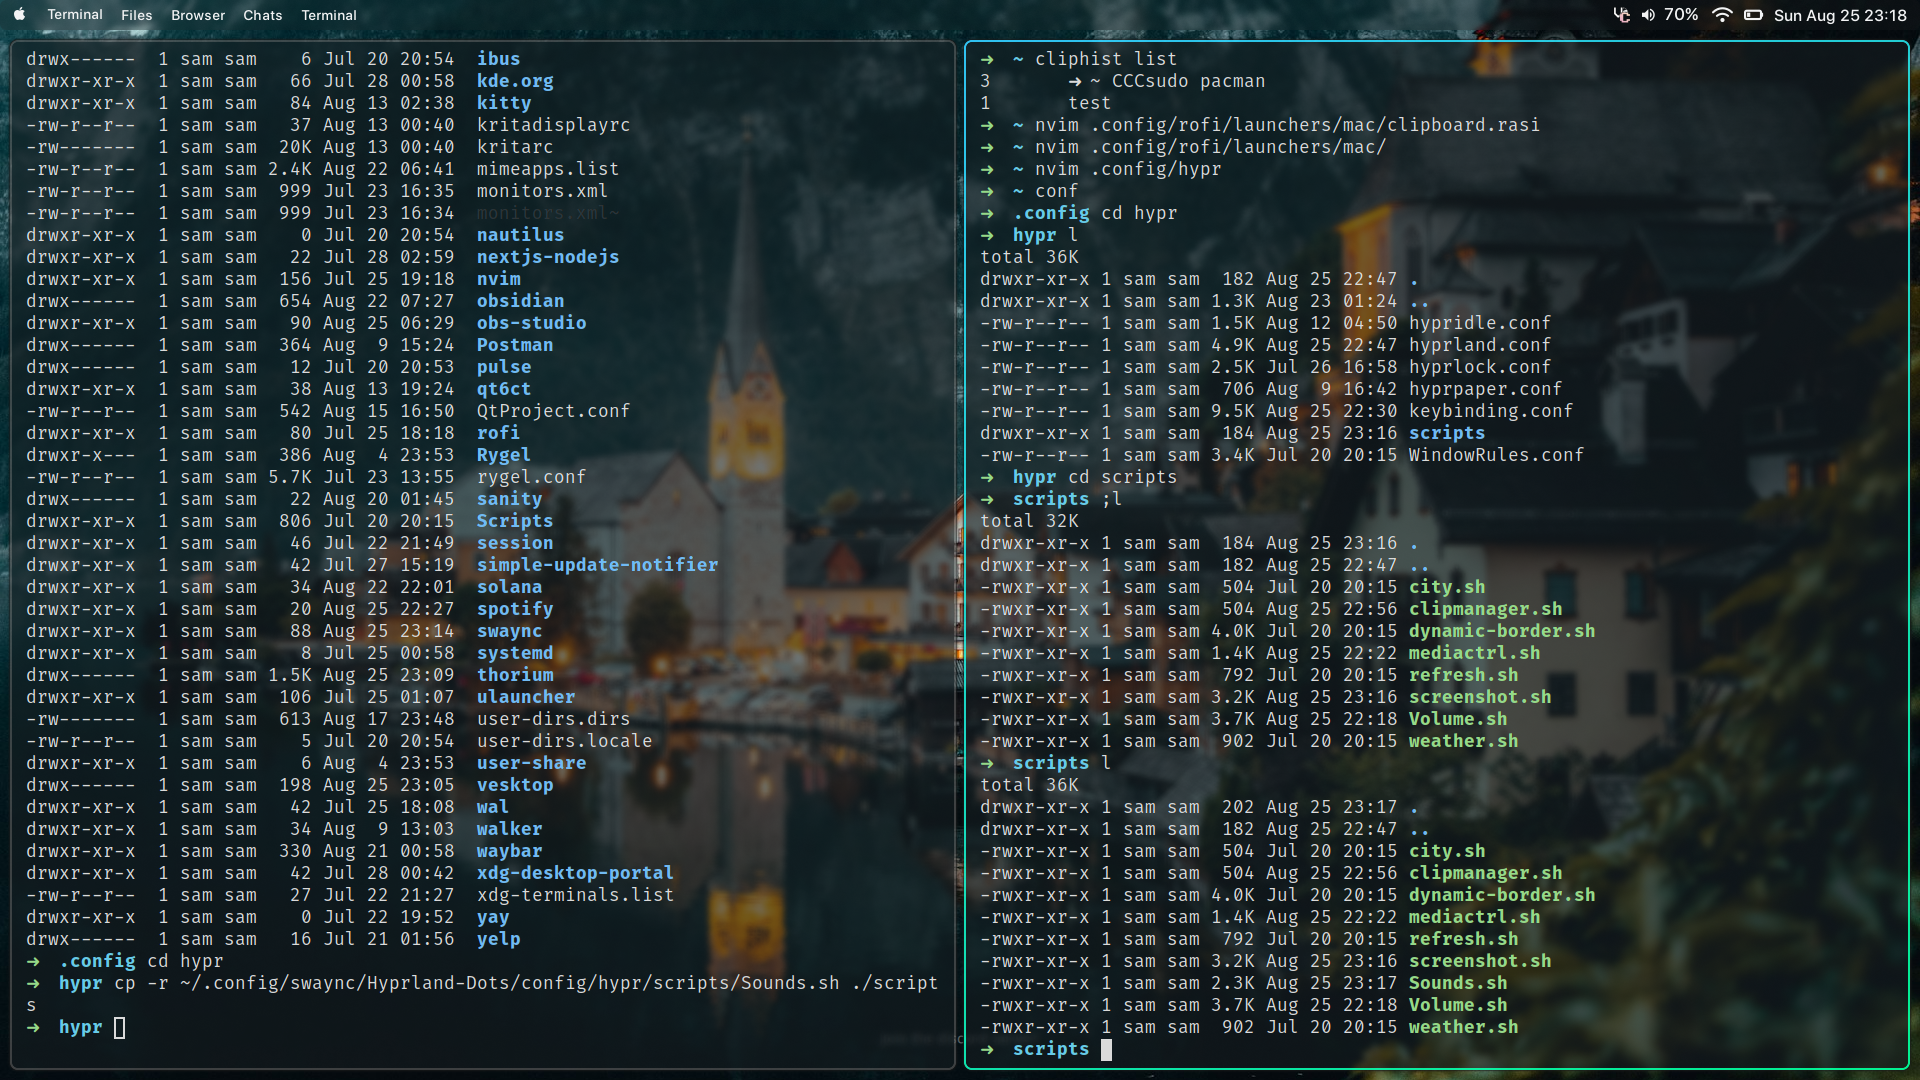 Terminal Files Browser Chats Terminal 70% Sun Aug 25 23:18
drwx------ 1 sam sam 6 Jul 20 20:54 ibus
drwxr-xr-x 1 sam sam 66 Jul 28 00:58 kde.org
drwxr-xr-x 1 sam sam 84 Aug 13 02:38 kitty
-rw-r--r-- 1 sam sam 37 Aug 13 00:40 kritadisplayrc
-rw------- 1 sam sam 20K Aug 13 00:40 kritarc
-rw-r--r-- 1 sam sam 2.4K Aug 22 06:41 mimeapps.list
-rw-r--r-- 1 sam sam 999 Jul 23 16:35 monitors.xml
-rw-r--r-- 1 sam sam 999 Jul 23 16:34 monitors.xml~
drwxr-xr-x 1 sam sam 0 Jul 20 20:54 nautilus
drwxr-xr-x 1 sam sam 22 Jul 28 02:59 nextjs-nodejs
drwxr-xr-x 1 sam sam 156 Jul 25 19:18 nvim
drwx------ 1 sam sam 654 Aug 22 07:27 obsidian
drwxr-xr-x 1 sam sam 90 Aug 25 06:29 obs-studio
drwx------ 1 sam sam 364 Aug 9 15:24 Postman
drwx------ 1 sam sam 12 Jul 20 20:53 pulse
drwxr-xr-x 1 sam sam 38 Aug 13 19:24 qt6ct
-rw-r--r-- 1 sam sam 542 Aug 15 16:50 QtProject.conf
drwxr-xr-x 1 sam sam 80 Jul 25 18:18 rofi
drwxr-x--- 1 sam sam 386 Aug 4 23:53 Rygel
-rw-r--r-- 1 sam sam 5.7K Jul 23 13:55 rygel.conf
drwx------ 1 sam sam 22 Aug 20 01:45 sanity
drwxr-xr-x 1 sam sam 806 Jul 20 20:15 Scripts
drwxr-xr-x 1 sam sam 46 Jul 22 21:49 session
drwxr-xr-x 1 sam sam 42 Jul 27 15:19 simple-update-notifier
drwxr-xr-x 1 sam sam 34 Aug 22 22:01 solana
drwxr-xr-x 1 sam sam 20 Aug 25 22:27 spotify
drwxr-xr-x 1 sam sam 88 Aug 25 23:14 swaync
drwxr-xr-x 1 sam sam 8 Jul 25 00:58 systemd
drwx------ 1 sam sam 1.5K Aug 25 23:09 thorium
drwxr-xr-x 1 sam sam 106 Jul 25 01:07 ulauncher
-rw------- 1 sam sam 613 Aug 17 23:48 user-dirs.dirs
-rw-r--r-- 1 sam sam 5 Jul 20 20:54 user-dirs.locale
drwxr-xr-x 1 sam sam 6 Aug 4 23:53 user-share
drwx------ 1 sam sam 198 Aug 25 23:05 vesktop
drwxr-xr-x 1 sam sam 42 Jul 25 18:08 wal
drwxr-xr-x 1 sam sam 34 Aug 9 13:03 walker
drwxr-xr-x 1 sam sam 330 Aug 21 00:58 waybar
drwxr-xr-x 1 sam sam 42 Jul 28 00:42 xdg-desktop-portal
-rw-r--r-- 1 sam sam 27 Jul 22 21:27 xdg-terminals.list
drwxr-xr-x 1 sam sam 0 Jul 22 19:52 yay
drwx------ 1 sam sam 16 Jul 21 01:56 yelp
➜ .config cd hypr
➜ hypr cp -r ~/.config/swaync/Hyprland-Dots/config/hypr/scripts/Sounds.sh ./script
s
➜ hypr
➜ ~ cliphist list
3 ➜ ~ CCCsudo pacman
1 test
➜ ~ nvim .config/rofi/launchers/mac/clipboard.rasi
➜ ~ nvim .config/rofi/launchers/mac/
➜ ~ nvim .config/hypr
➜ ~ conf
➜ .config cd hypr
➜ hypr l
total 36K
drwxr-xr-x 1 sam sam 182 Aug 25 22:47 .
drwxr-xr-x 1 sam sam 1.3K Aug 23 01:24 ..
-rw-r--r-- 1 sam sam 1.5K Aug 12 04:50 hypridle.conf
-rw-r--r-- 1 sam sam 4.9K Aug 25 22:47 hyprland.conf
-rw-r--r-- 1 sam sam 2.5K Jul 26 16:58 hyprlock.conf
-rw-r--r-- 1 sam sam 706 Aug 9 16:42 hyprpaper.conf
-rw-r--r-- 1 sam sam 9.5K Aug 25 22:30 keybinding.conf
drwxr-xr-x 1 sam sam 184 Aug 25 23:16 scripts
-rw-r--r-- 1 sam sam 3.4K Jul 20 20:15 WindowRules.conf
➜ hypr cd scripts
➜ scripts ;l
total 32K
drwxr-xr-x 1 sam sam 184 Aug 25 23:16 .
drwxr-xr-x 1 sam sam 182 Aug 25 22:47 ..
-rwxr-xr-x 1 sam sam 504 Jul 20 20:15 city.sh
-rwxr-xr-x 1 sam sam 504 Aug 25 22:56 clipmanager.sh
-rwxr-xr-x 1 sam sam 4.0K Jul 20 20:15 dynamic-border.sh
-rwxr-xr-x 1 sam sam 1.4K Aug 25 22:22 mediactrl.sh
-rwxr-xr-x 1 sam sam 792 Jul 20 20:15 refresh.sh
-rwxr-xr-x 1 sam sam 3.2K Aug 25 23:16 screenshot.sh
-rwxr-xr-x 1 sam sam 3.7K Aug 25 22:18 Volume.sh
-rwxr-xr-x 1 sam sam 902 Jul 20 20:15 weather.sh
➜ scripts l
total 36K
drwxr-xr-x 1 sam sam 202 Aug 25 23:17 .
drwxr-xr-x 1 sam sam 182 Aug 25 22:47 ..
-rwxr-xr-x 1 sam sam 504 Jul 20 20:15 city.sh
-rwxr-xr-x 1 sam sam 504 Aug 25 22:56 clipmanager.sh
-rwxr-xr-x 1 sam sam 4.0K Jul 20 20:15 dynamic-border.sh
-rwxr-xr-x 1 sam sam 1.4K Aug 25 22:22 mediactrl.sh
-rwxr-xr-x 1 sam sam 792 Jul 20 20:15 refresh.sh
-rwxr-xr-x 1 sam sam 3.2K Aug 25 23:16 screenshot.sh
-rwxr-xr-x 1 sam sam 2.3K Aug 25 23:17 Sounds.sh
-rwxr-xr-x 1 sam sam 3.7K Aug 25 22:18 Volume.sh
-rwxr-xr-x 1 sam sam 902 Jul 20 20:15 weather.sh
➜ scripts